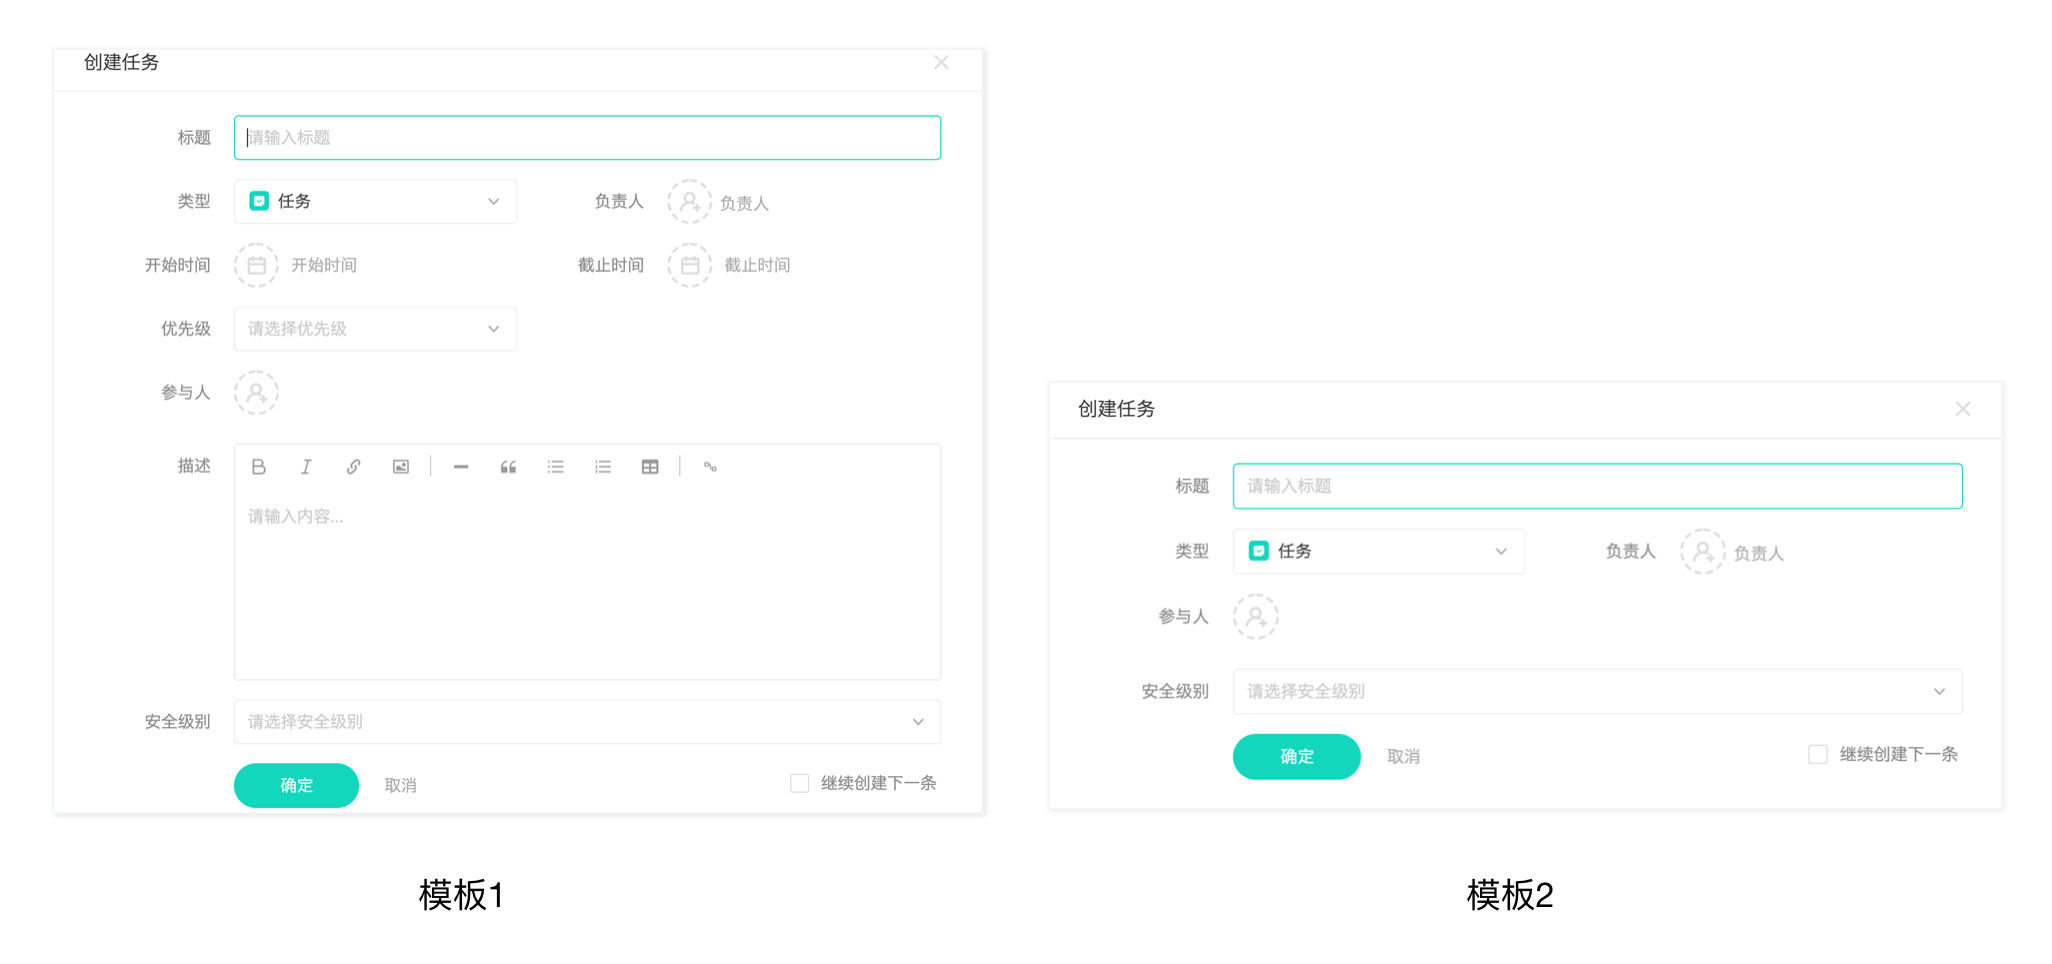 创建任务
标题 请输入标题
类型 任务 负责人 负责人
开始时间 开始时间 截止时间 截止时间
优先级 请选择优先级
参与人
描述
请输入内容...
安全级别 请选择安全级别
确定 取消 继续创建下一条
模板1
创建任务
标题 请输入标题
类型 任务 负责人 负责人
参与人
安全级别 请选择安全级别
确定 取消 继续创建下一条
模板2